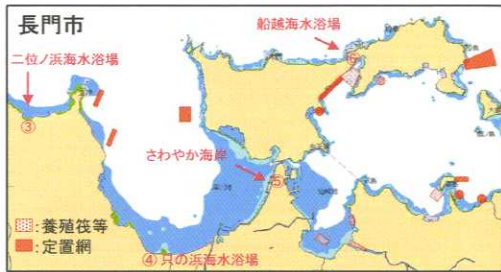 長門市
船越海水浴場
二位ノ浜海水浴場
③
さわやか海岸
⑤
④ 只の浜海水浴場
:養殖筏等
:定置網